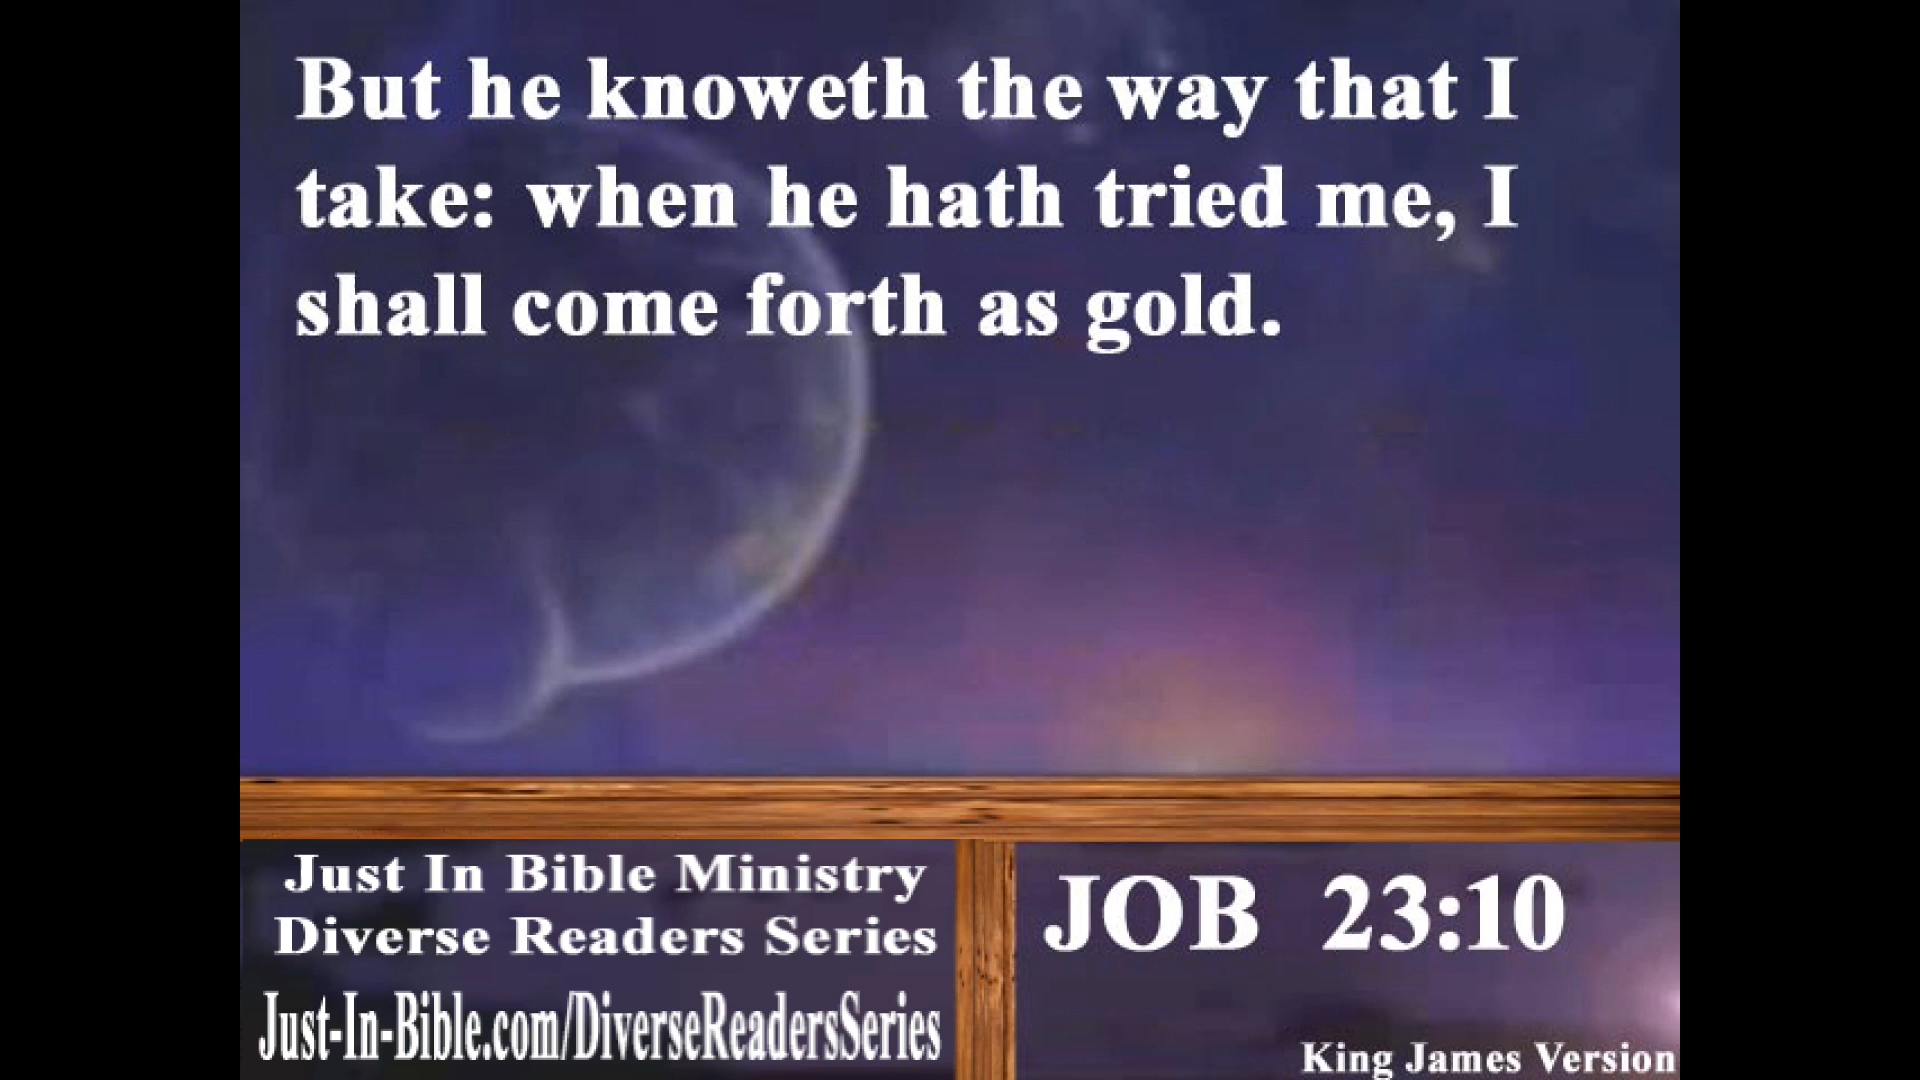 But he knoweth the way that I
take: when he hath tried me, I
shall come forth as gold.
Just In Bible Ministry
Diverse Readers Series
Just-In-Bible.com/DiverseReadersSeries
JOB 23:10
King James Version